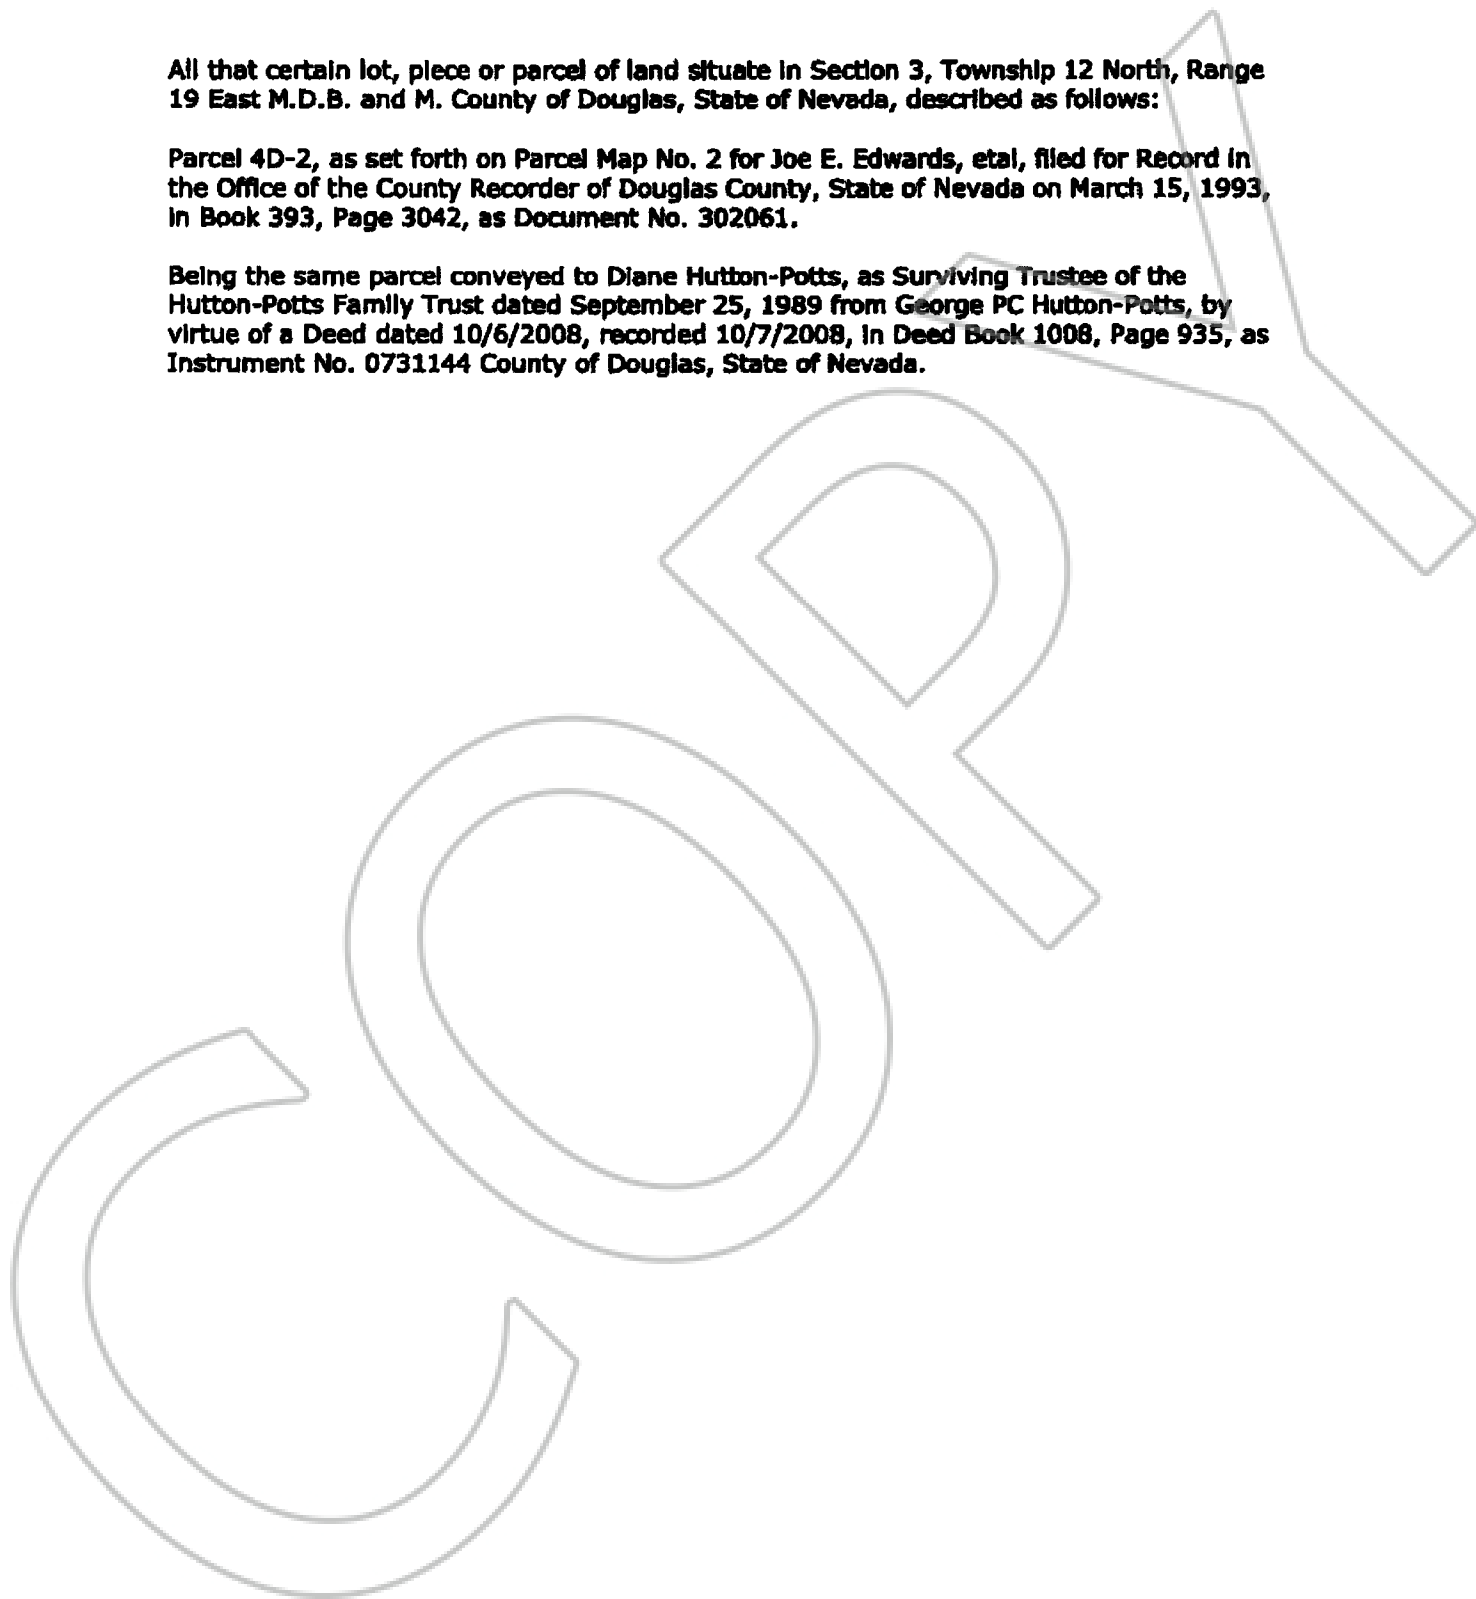 All that certain lot, piece or parcel of land situate in Section 3, Township 12 North, Range
19 East M.D.B. and M. County of Douglas, State of Nevada, described as follows:
Parcel 4D-2, as set forth on Parcel Map No. 2 for Joe E. Edwards, etal, filed for Record in
the Office of the County Recorder of Douglas County, State of Nevada on March 15, 1993,
in Book 393, Page 3042, as Document No. 302061.
Being the same parcel conveyed to Diane Hutton-Potts, as Surviving Trustee of the
Hutton-Potts Family Trust dated September 25, 1989 from George PC Hutton-Potts, by
virtue of a Deed dated 10/6/2008, recorded 10/7/2008, in Deed Book 1008, Page 935, as
Instrument No. 0731144 County of Douglas, State of Nevada.
COPY